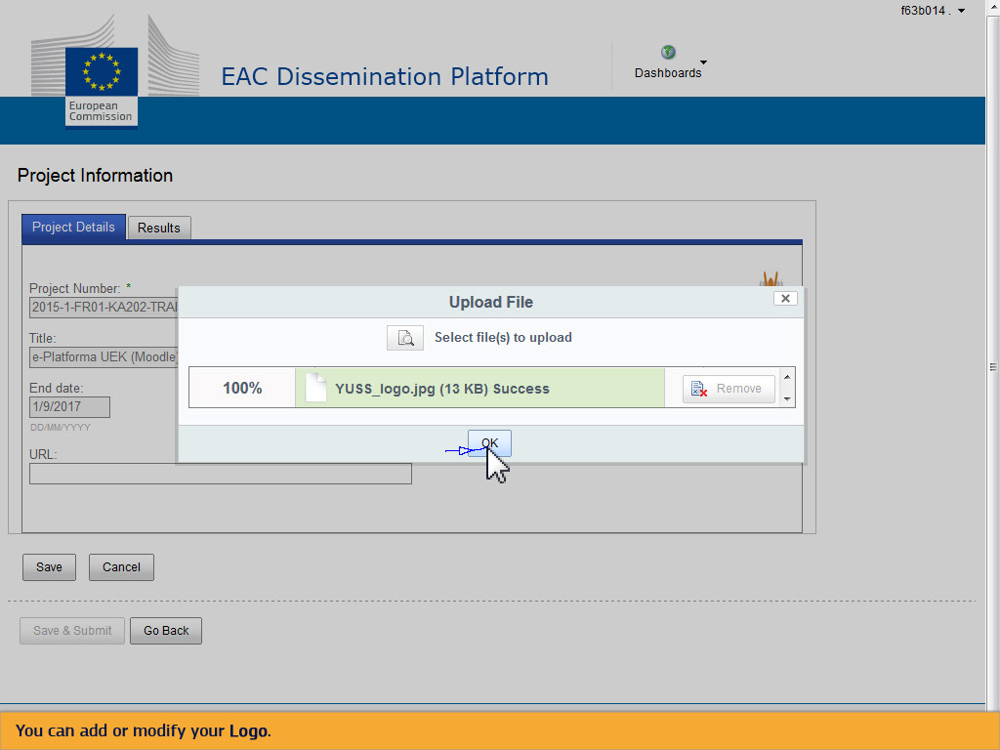 f63b014 .
EAC Dissemination Platform
Dashboards
European
Commission
Project Information
Project Details
Results
Project Number: *
2015-1-FR01-KA202-TRAI
Title:
e-Platforma UEK (Moodle)
End date:
1/9/2017
DD/MM/YYYY
URL:
Upload File
Select file(s) to upload
100%
YUSS_logo.jpg (13 KB) Success
Remove
OK
Save
Cancel
Save & Submit
Go Back
You can add or modify your Logo.